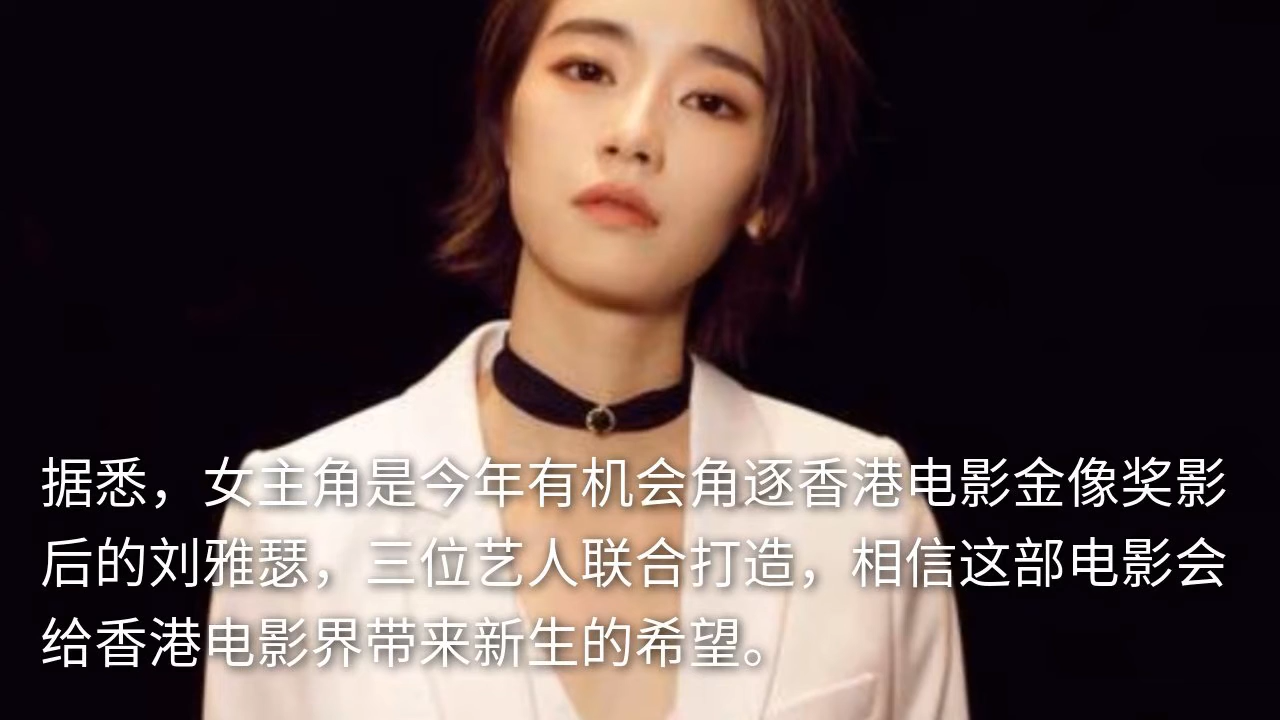 据悉，女主角是今年有机会角逐香港电影金像奖影
后的刘雅瑟，三位艺人联合打造，相信这部电影会
给香港电影界带来新生的希望。